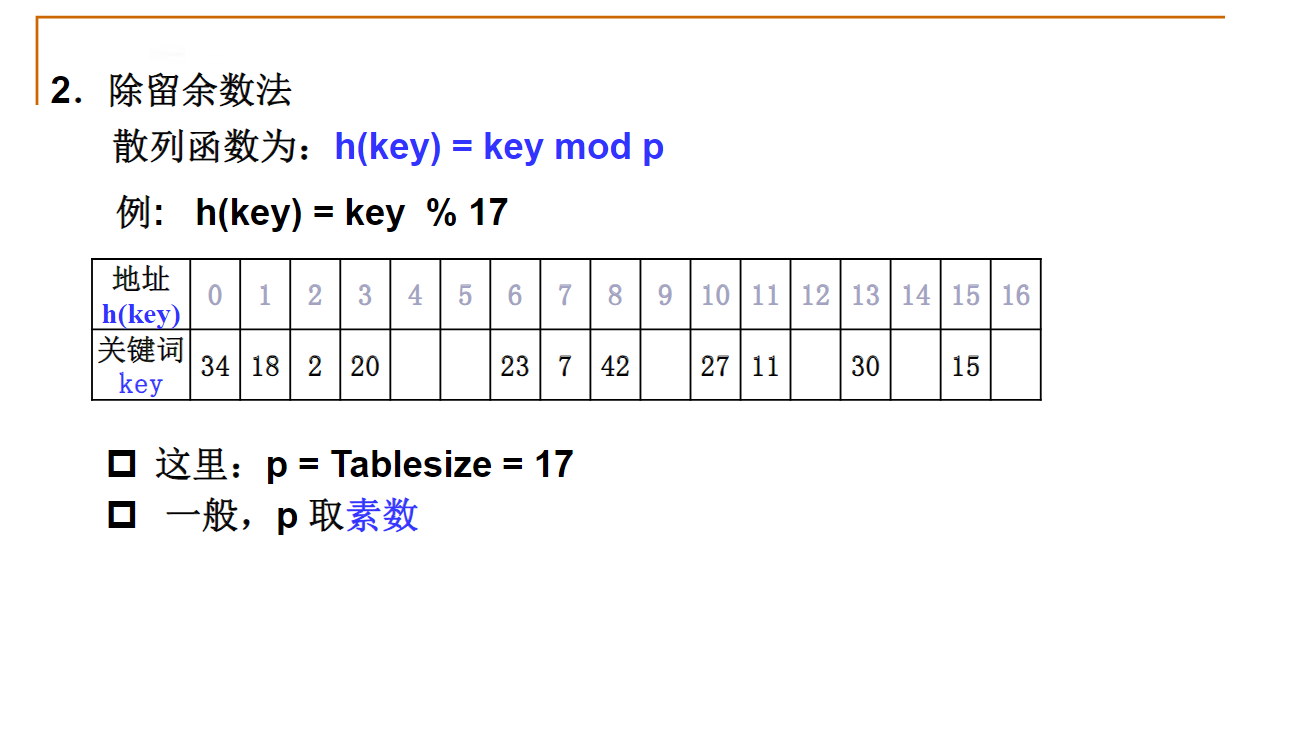 2. 除留余数法
散列函数为：h(key) = key mod p
例: h(key) = key % 17
地址 h(key) 0 1 2 3 4 5 6 7 8 9 10 11 12 13 14 15 16
关键词 key 34 18 2 20 23 7 42 27 11 30 15
这里：p = Tablesize = 17
一般，p 取素数